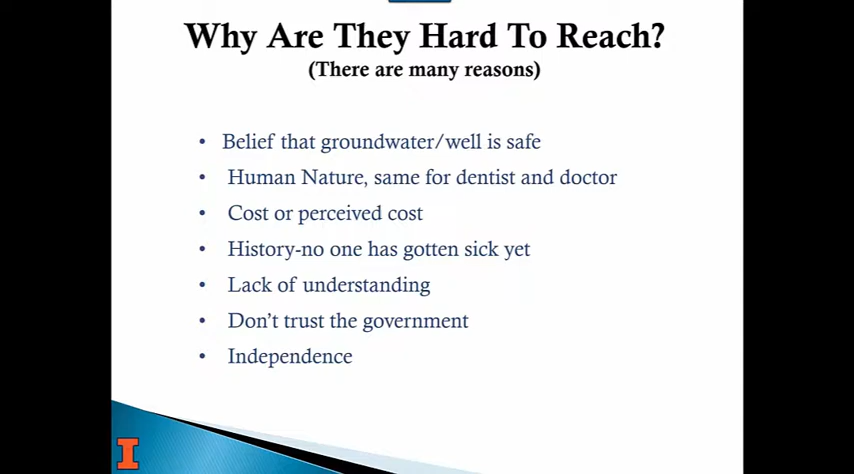 Why Are They Hard To Reach?
(There are many reasons)
• Belief that groundwater/well is safe
• Human Nature, same for dentist and doctor
• Cost or perceived cost
• History-no one has gotten sick yet
• Lack of understanding
• Don't trust the government
• Independence
I